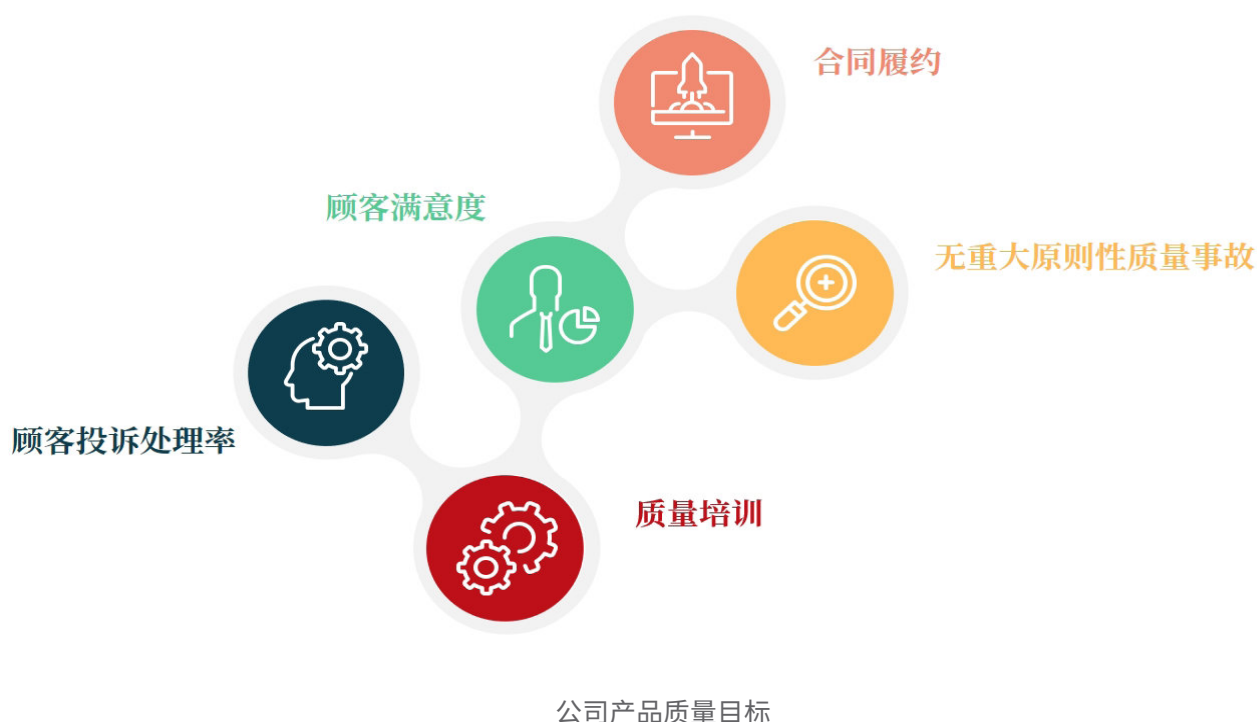 合同履约
顾客满意度
无重大原则性质量事故
顾客投诉处理率
质量培训
公司产品质量目标